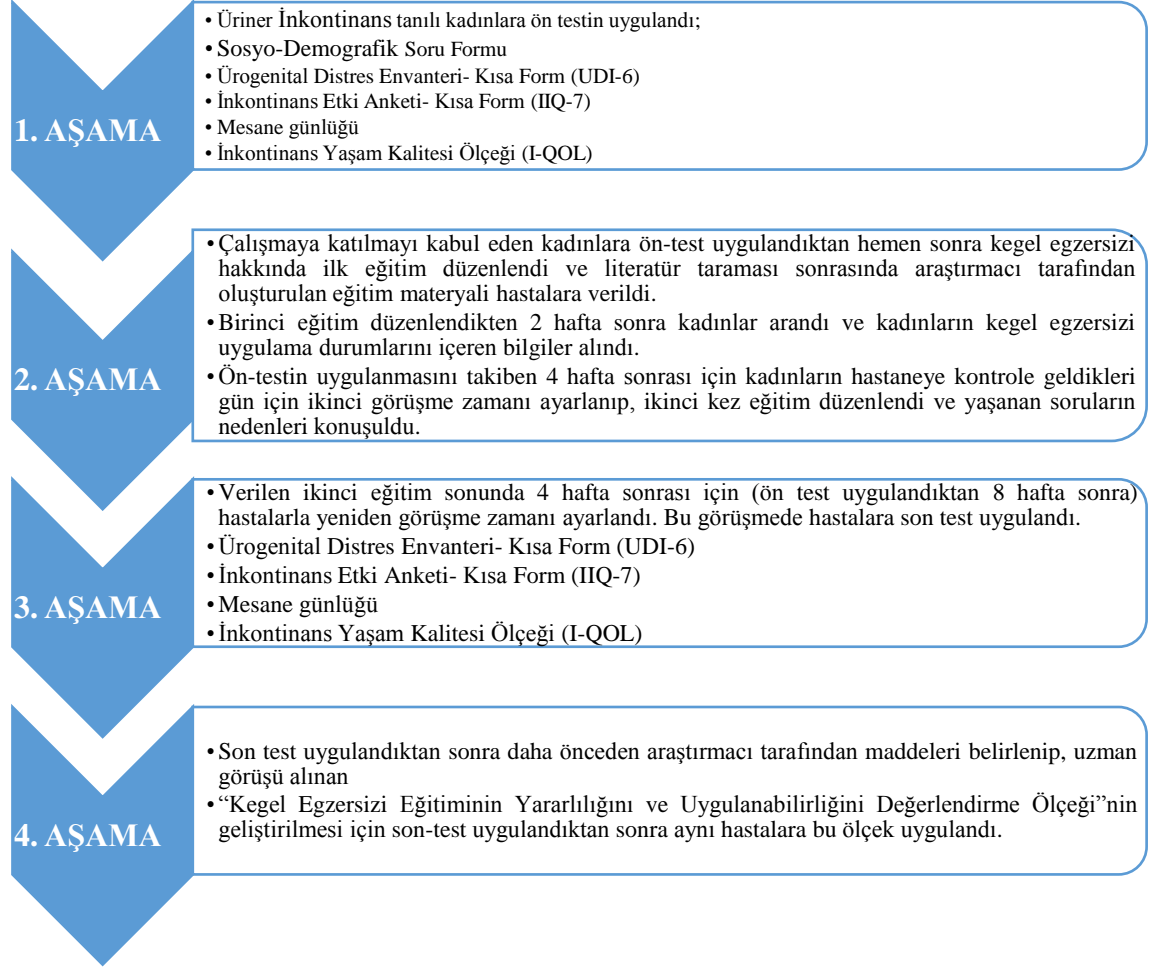 1. AŞAMA
• Üriner İnkontinans tanılı kadınlara ön testin uygulandı;
• Sosyo-Demografik Soru Formu
• Ürogenital Distres Envanteri- Kısa Form (UDI-6)
• İnkontinans Etki Anketi- Kısa Form (IIQ-7)
• Mesane günlüğü
• İnkontinans Yaşam Kalitesi Ölçeği (I-QOL)
2. AŞAMA
• Çalışmaya katılmayı kabul eden kadınlara ön-test uygulandıktan hemen sonra kegel egzersizi
hakkında ilk eğitim düzenlendi ve literatür taraması sonrasında araştırmacı tarafından
oluşturulan eğitim materyali hastalara verildi.
• Birinci eğitim düzenlendikten 2 hafta sonra kadınlar arandı ve kadınların kegel egzersizi
uygulama durumlarını içeren bilgiler alındı.
• Ön-testin uygulanmasını takiben 4 hafta sonrası için kadınların hastaneye kontrole geldikleri
gün için ikinci görüşme zamanı ayarlanıp, ikinci kez eğitim düzenlendi ve yaşanan soruların
nedenleri konuşuldu.
3. AŞAMA
• Verilen ikinci eğitim sonunda 4 hafta sonrası için (ön test uygulandıktan 8 hafta sonra)
hastalarla yeniden görüşme zamanı ayarlandı. Bu görüşmede hastalara son test uygulandı.
• Ürogenital Distres Envanteri- Kısa Form (UDI-6)
• İnkontinans Etki Anketi- Kısa Form (IIQ-7)
• Mesane günlüğü
• İnkontinans Yaşam Kalitesi Ölçeği (I-QOL)
4. AŞAMA
• Son test uygulandıktan sonra daha önceden araştırmacı tarafından maddeleri belirlenip, uzman
görüşü alınan
• “Kegel Egzersizi Eğitiminin Yararlılığını ve Uygulanabilirliğini Değerlendirme Ölçeği”nin
geliştirilmesi için son-test uygulandıktan sonra aynı hastalara bu ölçek uygulandı.